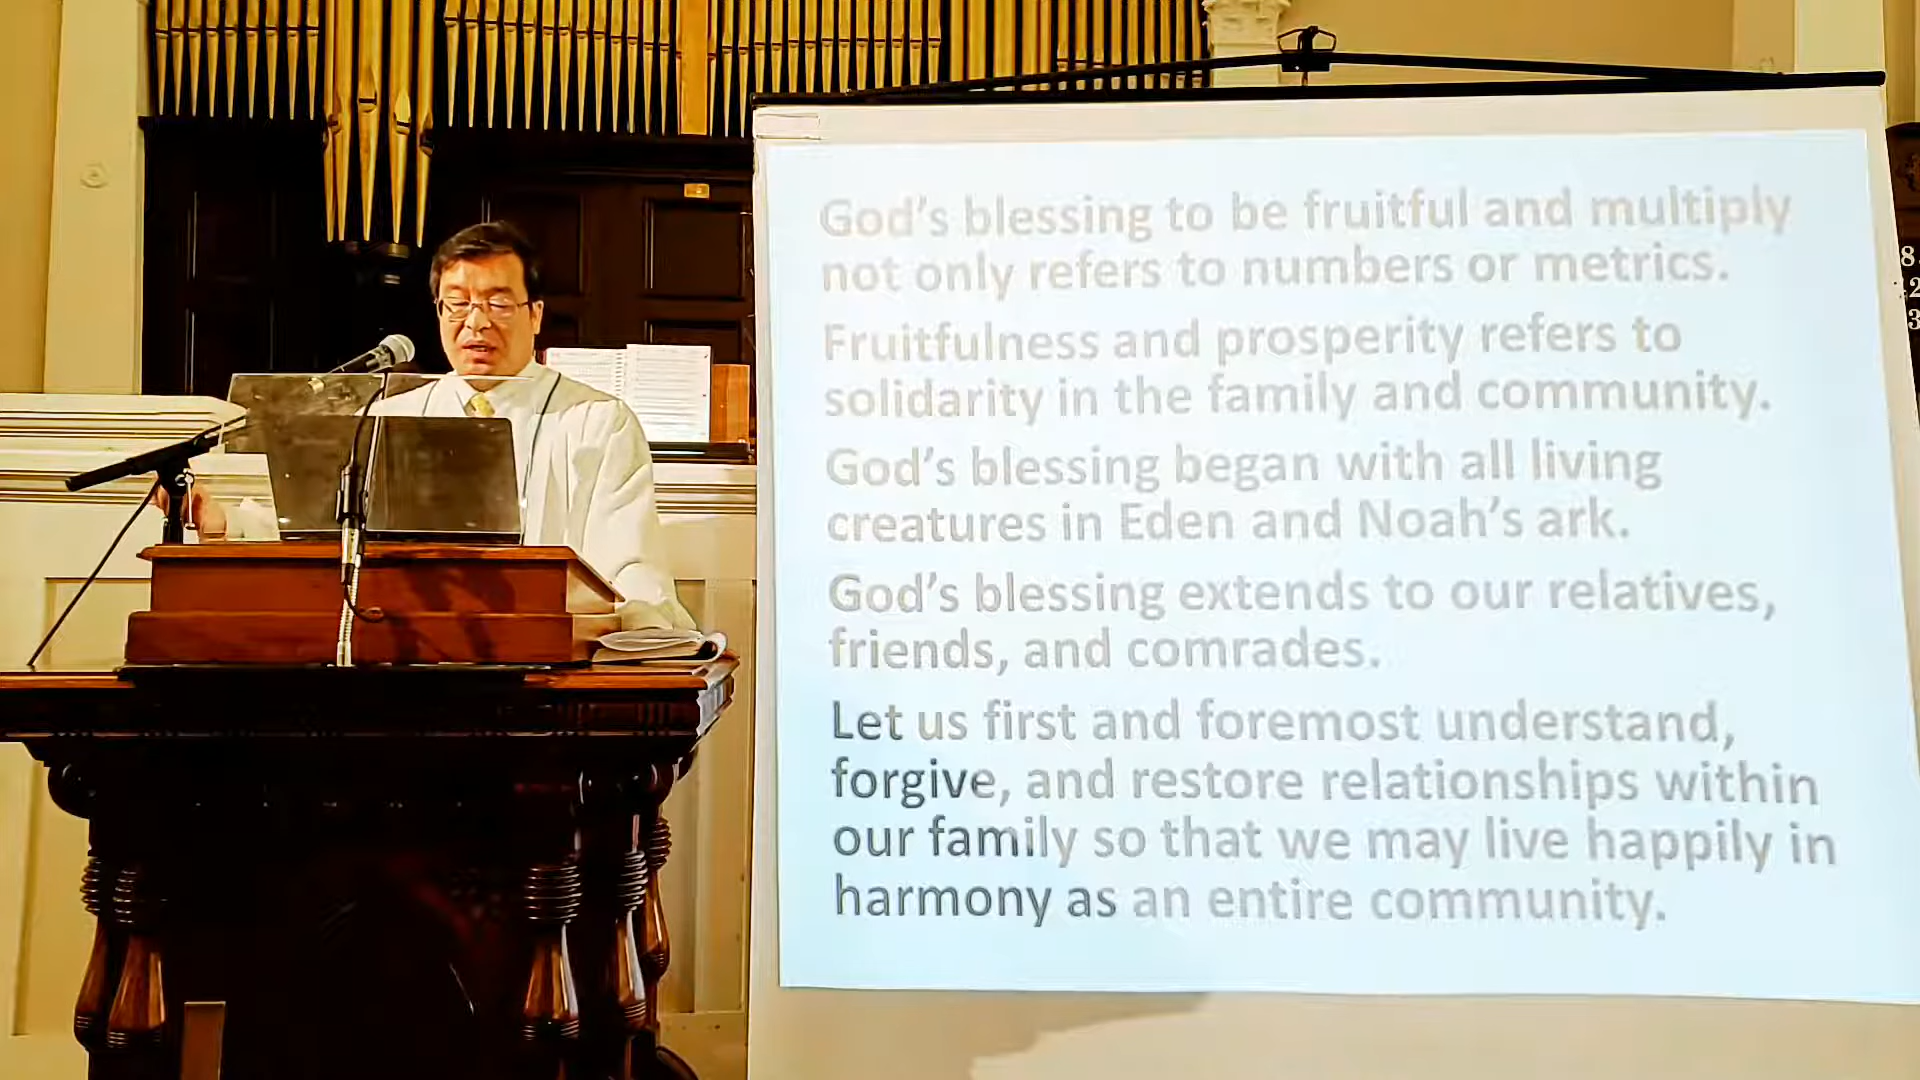 God's blessing to be fruitful and multiply
not only refers to numbers or metrics.
Fruitfulness and prosperity refers to
solidarity in the family and community.
God's blessing began with all living
creatures in Eden and Noah's ark.
God's blessing extends to our relatives,
friends, and comrades.
Let us first and foremost understand,
forgive, and restore relationships within
our family so that we may live happily in
harmony as an entire community.
8
2
3